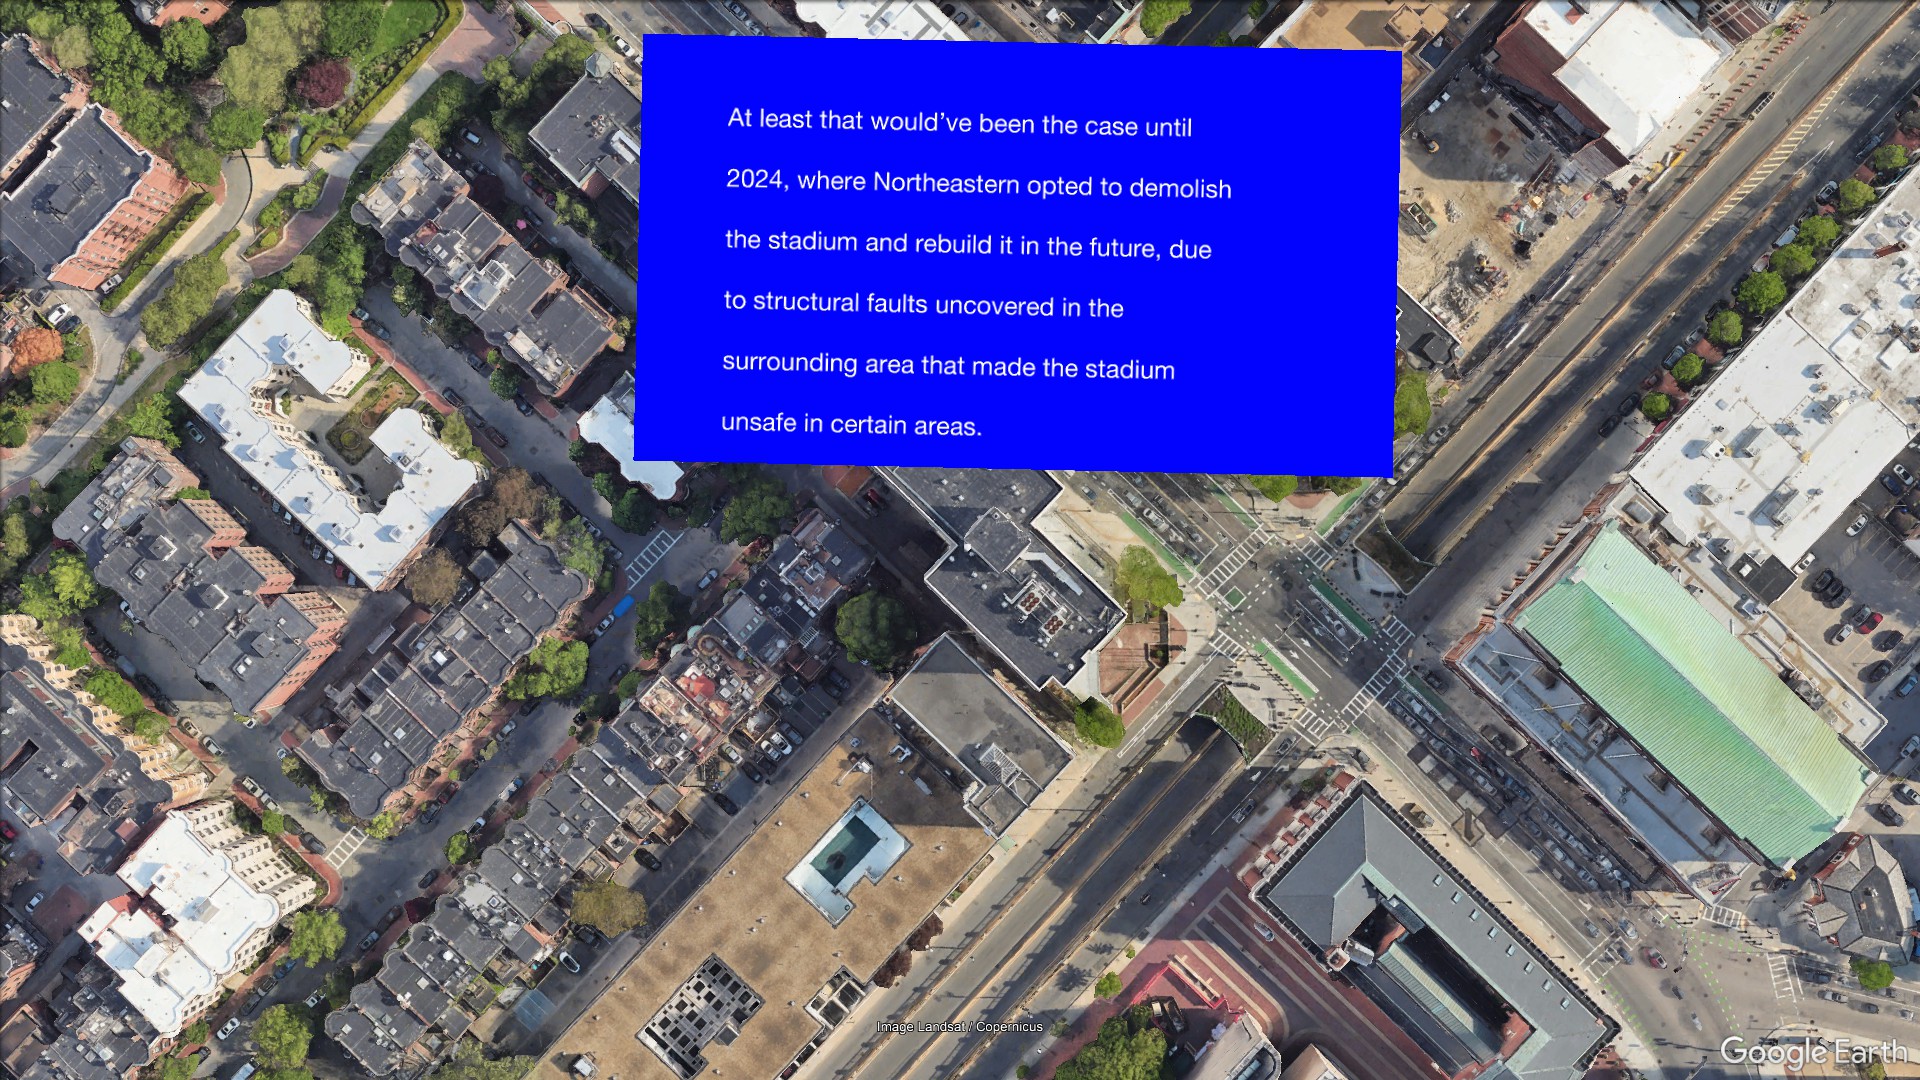 At least that would’ve been the case until
2024, where Northeastern opted to demolish
the stadium and rebuild it in the future, due
to structural faults uncovered in the
surrounding area that made the stadium
unsafe in certain areas.
Image Landsat / Copernicus
Google Earth